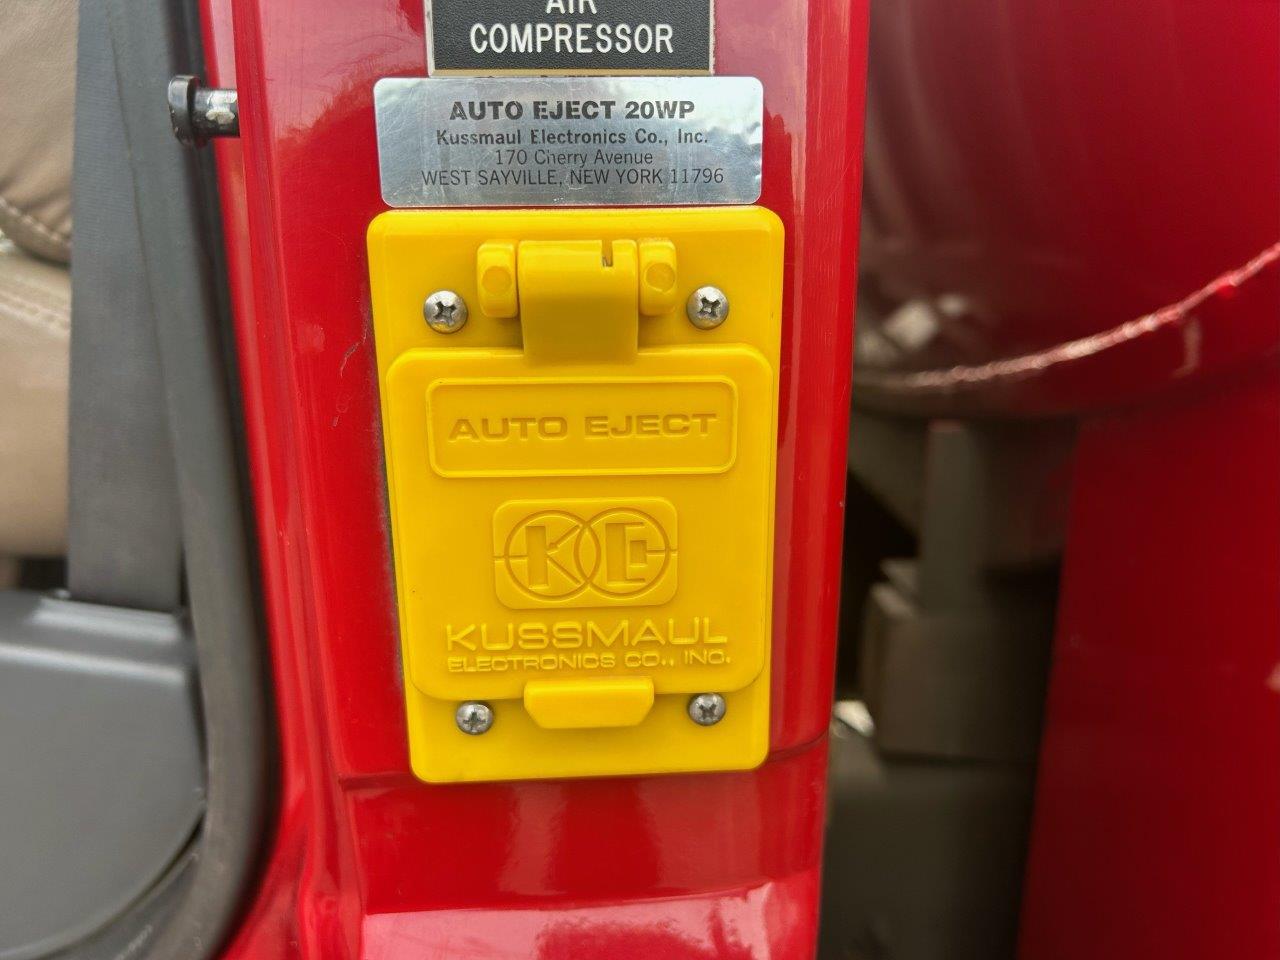 AIR
COMPRESSOR
AUTO EJECT 20WP
Kussmaul Electronics Co., Inc.
170 Cherry Avenue
WEST SAYVILLE, NEW YORK 11796
AUTO EJECT
KE
KUSSMAUL
ELECTRONICS CO., INC.